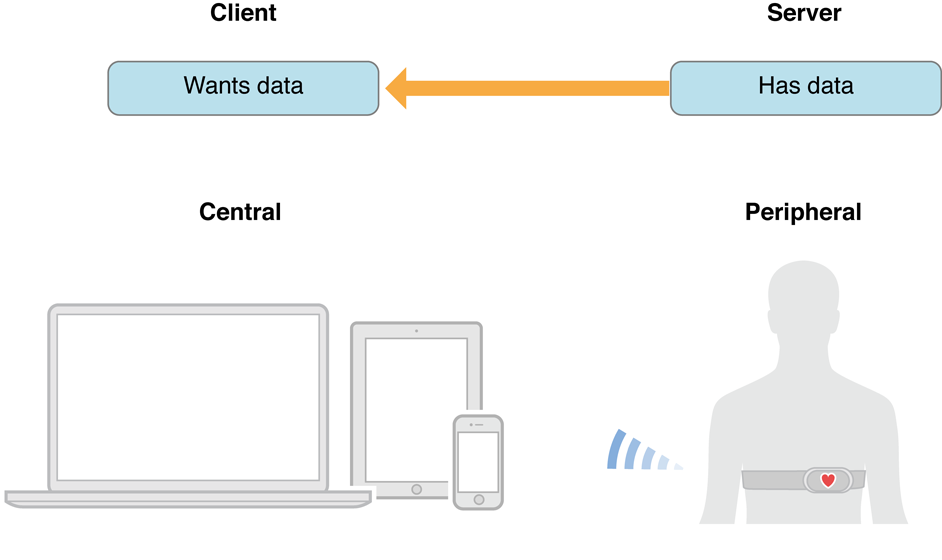 Client
Server
Wants data
Has data
Central
Peripheral